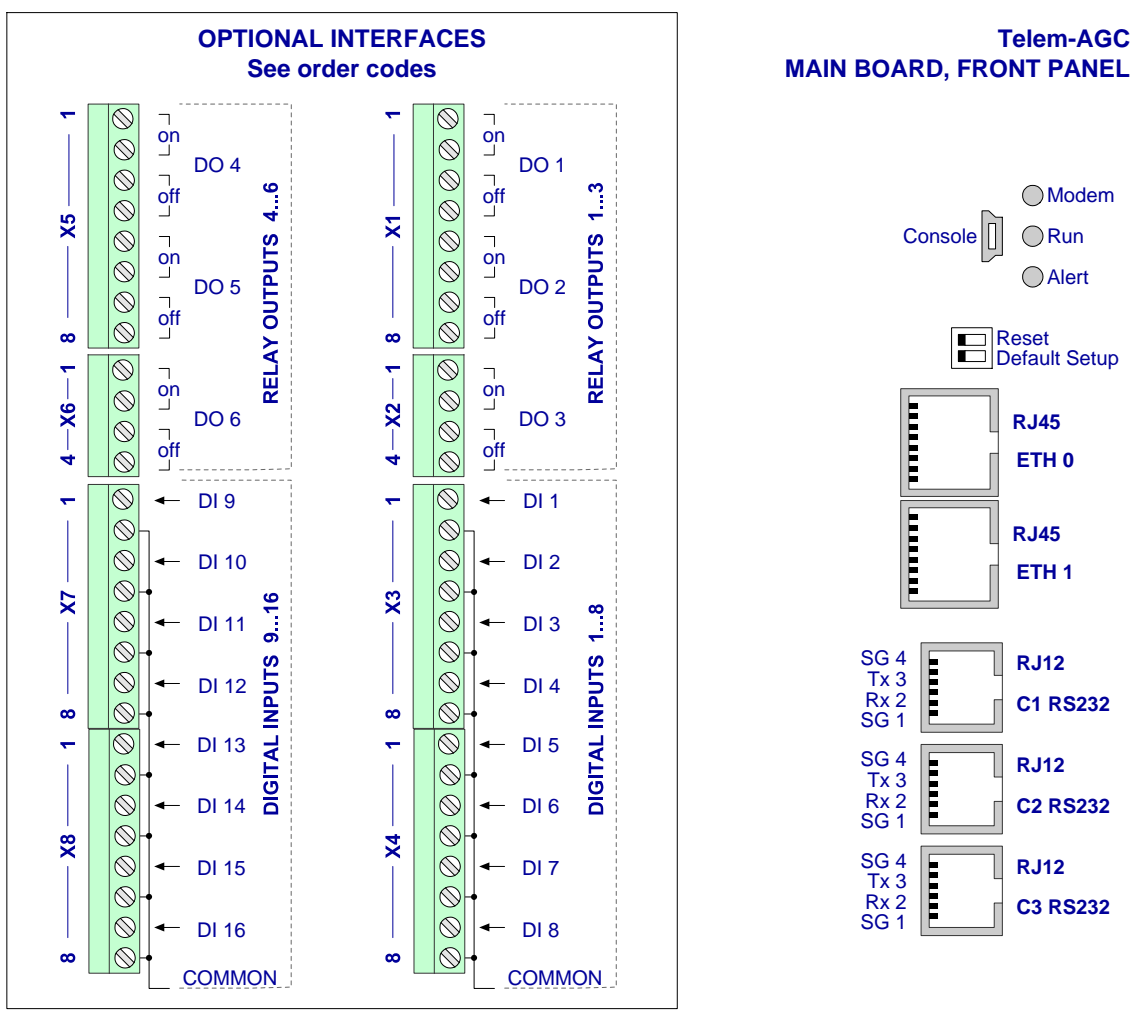 OPTIONAL INTERFACES
See order codes
1
X5
8
on
DO 4
off
on
DO 5
off
1
X6
4
on
DO 6
off
RELAY OUTPUTS 4...6
1
X7
8
DI 9
DI 10
DI 11
DI 12
1
X8
8
DI 13
DI 14
DI 15
DI 16
COMMON
DIGITAL INPUTS 9...16
1
X1
8
on
DO 1
off
on
DO 2
off
1
X2
4
on
DO 3
off
RELAY OUTPUTS 1...3
1
X3
8
DI 1
DI 2
DI 3
DI 4
1
X4
8
DI 5
DI 6
DI 7
DI 8
COMMON
DIGITAL INPUTS 1...8
Telem-AGC
MAIN BOARD, FRONT PANEL
Modem
Console
Run
Alert
Reset
Default Setup
RJ45
ETH 0
RJ45
ETH 1
SG 4
Tx 3
Rx 2
SG 1
RJ12
C1 RS232
SG 4
Tx 3
Rx 2
SG 1
RJ12
C2 RS232
SG 4
Tx 3
Rx 2
SG 1
RJ12
C3 RS232